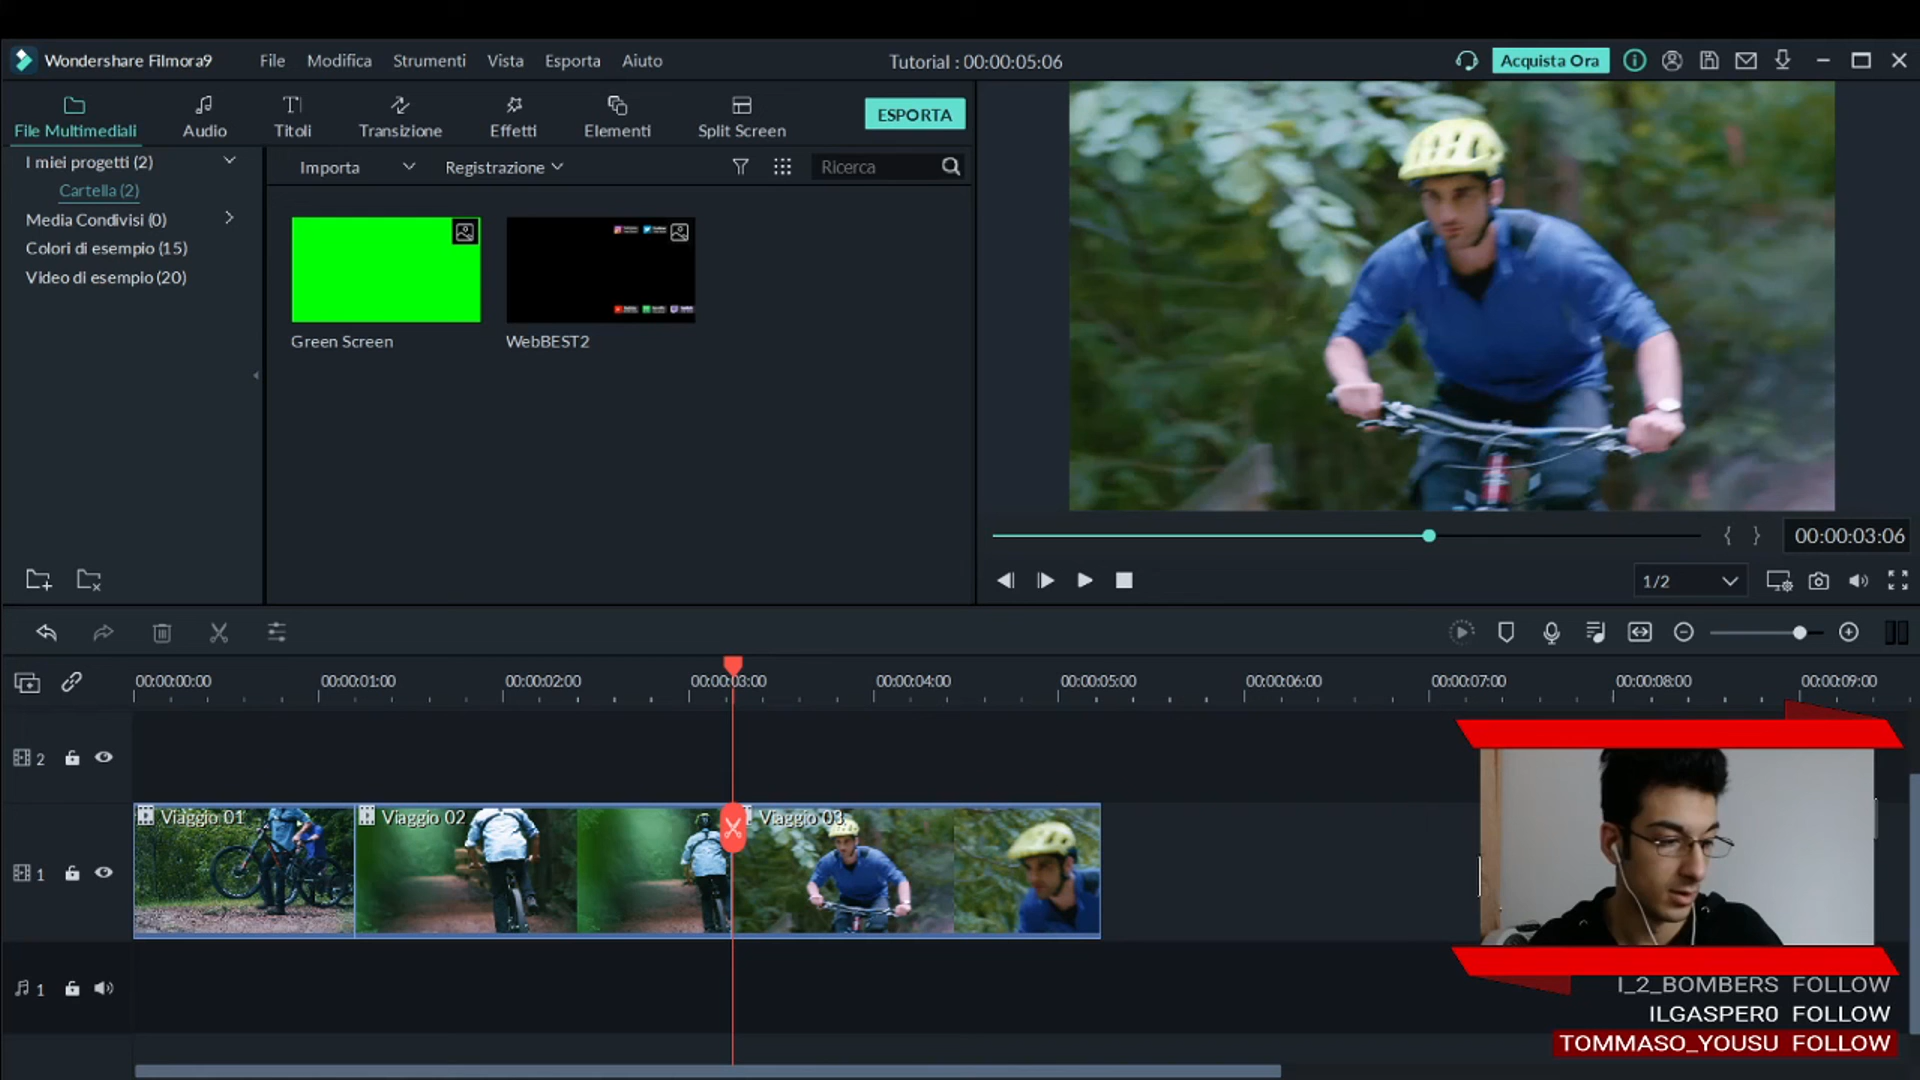 Wondershare Filmora9
File Modifica Strumenti Vista Esporta Aiuto
Tutorial : 00:00:05:06
Acquista Ora
File Multimediali Audio Titoli Transizione Effetti Elementi Split Screen
ESPORTA
I miei progetti (2)
Cartella (2)
Media Condivisi (0)
Colori di esempio (15)
Video di esempio (20)
Importa Registrazione
Ricerca
Green Screen WebBEST2
00:00:03:06
1/2
00:00:00:00 00:00:01:00 00:00:02:00 00:00:03:00 00:00:04:00 00:00:05:00 00:00:06:00 00:00:07:00 00:00:08:00 00:00:09:00
2
Viaggio 01 Viaggio 02 Viaggio 03
1
1
I_2_BOMBERS FOLLOW
ILGASPER0 FOLLOW
TOMMASO_YOUSU FOLLOW